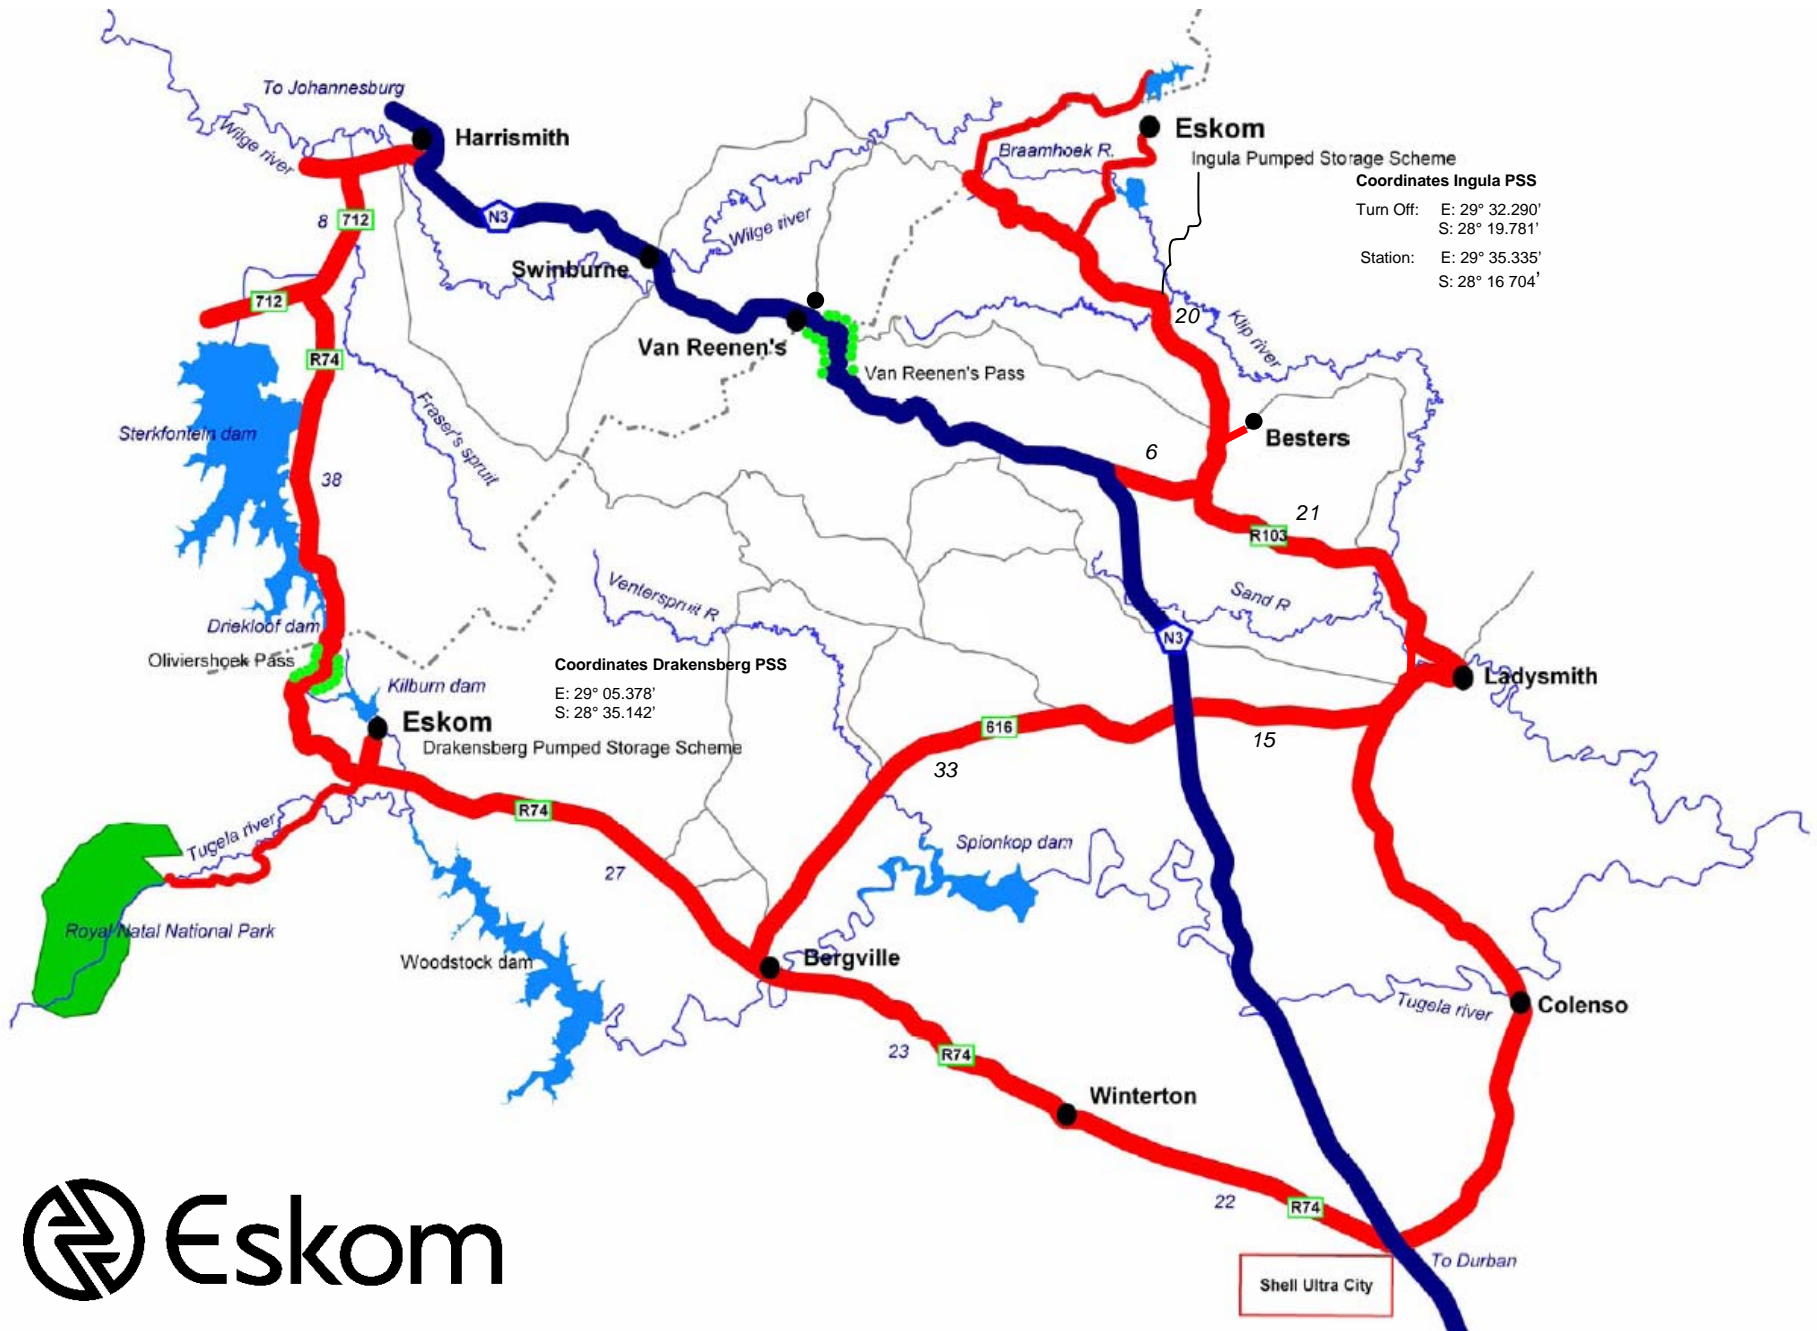 To Johannesburg
Harrismith
Wilge river
8
712
N3
Swinburne
Wilge river
Braamhoek R.
Eskom
Ingula Pumped Storage Scheme
Coordinates Ingula PSS
Turn Off: E: 29° 32.290’
S: 28° 19.781’
Station: E: 29° 35.335’
S: 28° 16 704’
712
R74
Van Reenen's
Van Reenen's Pass
20
Klip river
Fraser's spruit
Sterkfontein dam
38
6
Besters
21
R103
Venterspruit R
Sand R
N3
Driekloof dam
Oliviershoek Pass
Kilburn dam
Coordinates Drakensberg PSS
E: 29° 05.378’
S: 28° 35.142’
Ladysmith
Eskom
Drakensberg Pumped Storage Scheme
616
15
33
R74
Tugela river
27
Spionkop dam
Royal Natal National Park
Woodstock dam
Bergville
Tugela river
Colenso
23
R74
Winterton
22
R74
To Durban
Shell Ultra City
Eskom